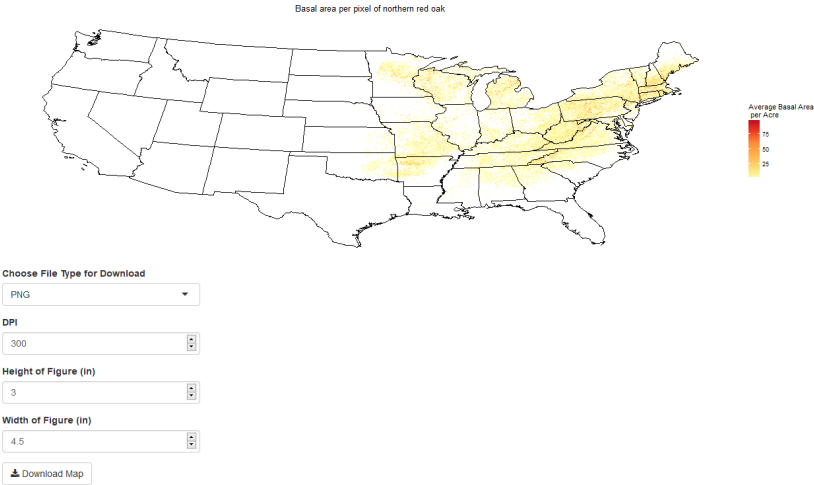 Basal area per pixel of northern red oak
Average Basal Area
per Acre
75
50
25
Choose File Type for Download
PNG
DPI
300
Height of Figure (in)
3
Width of Figure (in)
4.5
Download Map